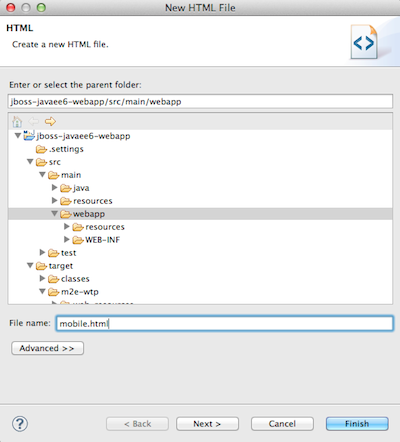 New HTML File
HTML
Create a new HTML file.
Enter or select the parent folder:
jboss-javaee6-webapp/src/main/webapp
jboss-javaee6-webapp
.settings
src
main
java
resources
webapp
resources
WEB-INF
test
target
classes
m2e-wtp
web-resources
File name: mobile.html
Advanced >>
? < Back Next > Cancel Finish